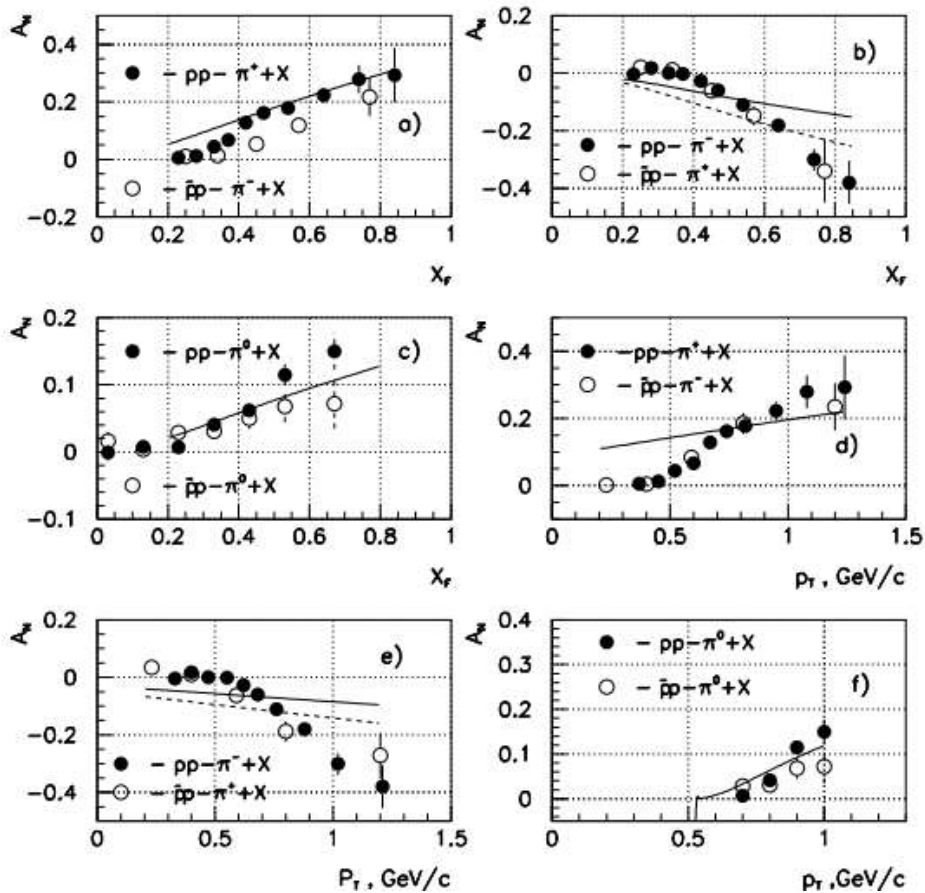 A_N
0.4
0.2
0
−0.2
● − pp − π⁺+X
a)
○ − p̄p − π⁻+X
0 0.2 0.4 0.6 0.8 1
X_F
A_N
0.2
−0.0
−0.2
−0.4
b)
● − pp − π⁻+X
○ − p̄p − π⁺+X
0 0.2 0.4 0.6 0.8 1
X_F
A_N
0.2
0.1
0
−0.1
● − pp − π⁰+X
c)
○ − p̄p − π⁰+X
0 0.2 0.4 0.6 0.8 1
X_F
A_N
0.4
0.2
0
● − pp − π⁺+X
○ − p̄p − π⁻+X
d)
0 0.5 1 1.5
p_T , GeV/c
A_N
0.2
−0.0
−0.2
−0.4
e)
● − pp − π⁻+X
○ − p̄p − π⁺+X
0 0.5 1 1.5
P_T , GeV/c
A_N
0.4
0.3
0.2
0.1
0
● − pp − π⁰+X
○ − p̄p − π⁰+X
f)
0 0.5 1
p_T, GeV/c